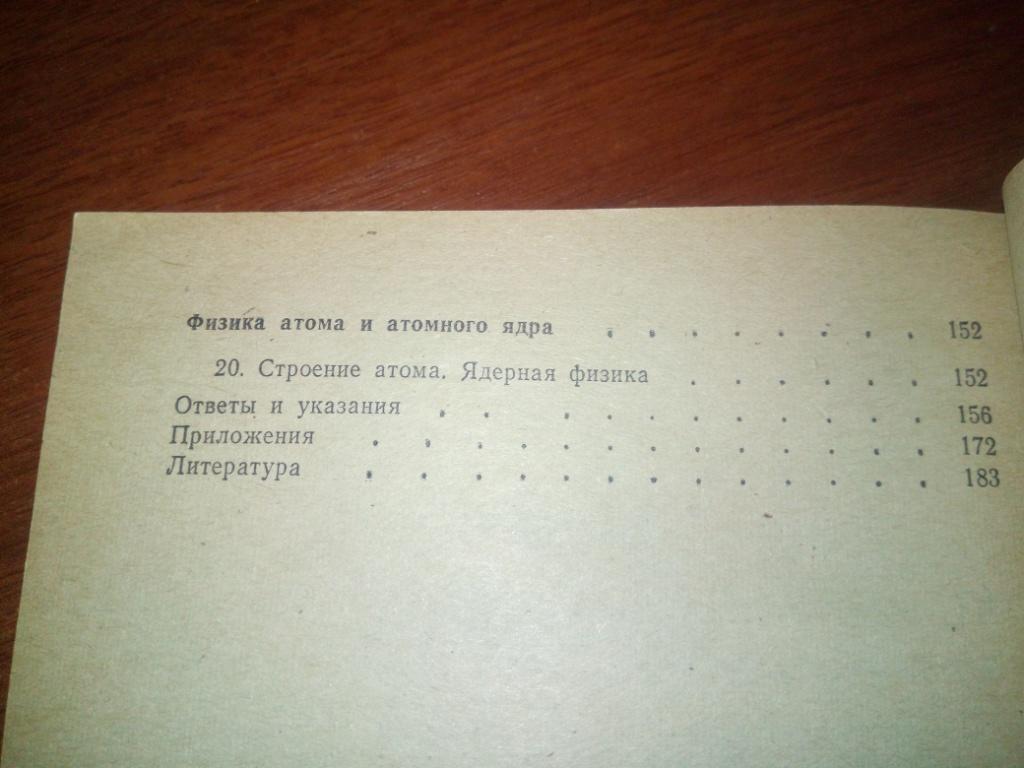 Физика атома и атомного ядра . . . . . . . . 152
20. Строение атома. Ядерная физика . . . . . . 152
Ответы и указания . . . . . . . . . . . 156
Приложения . . . . . . . . . . . . . 172
Литература . . . . . . . . . . . . . 183